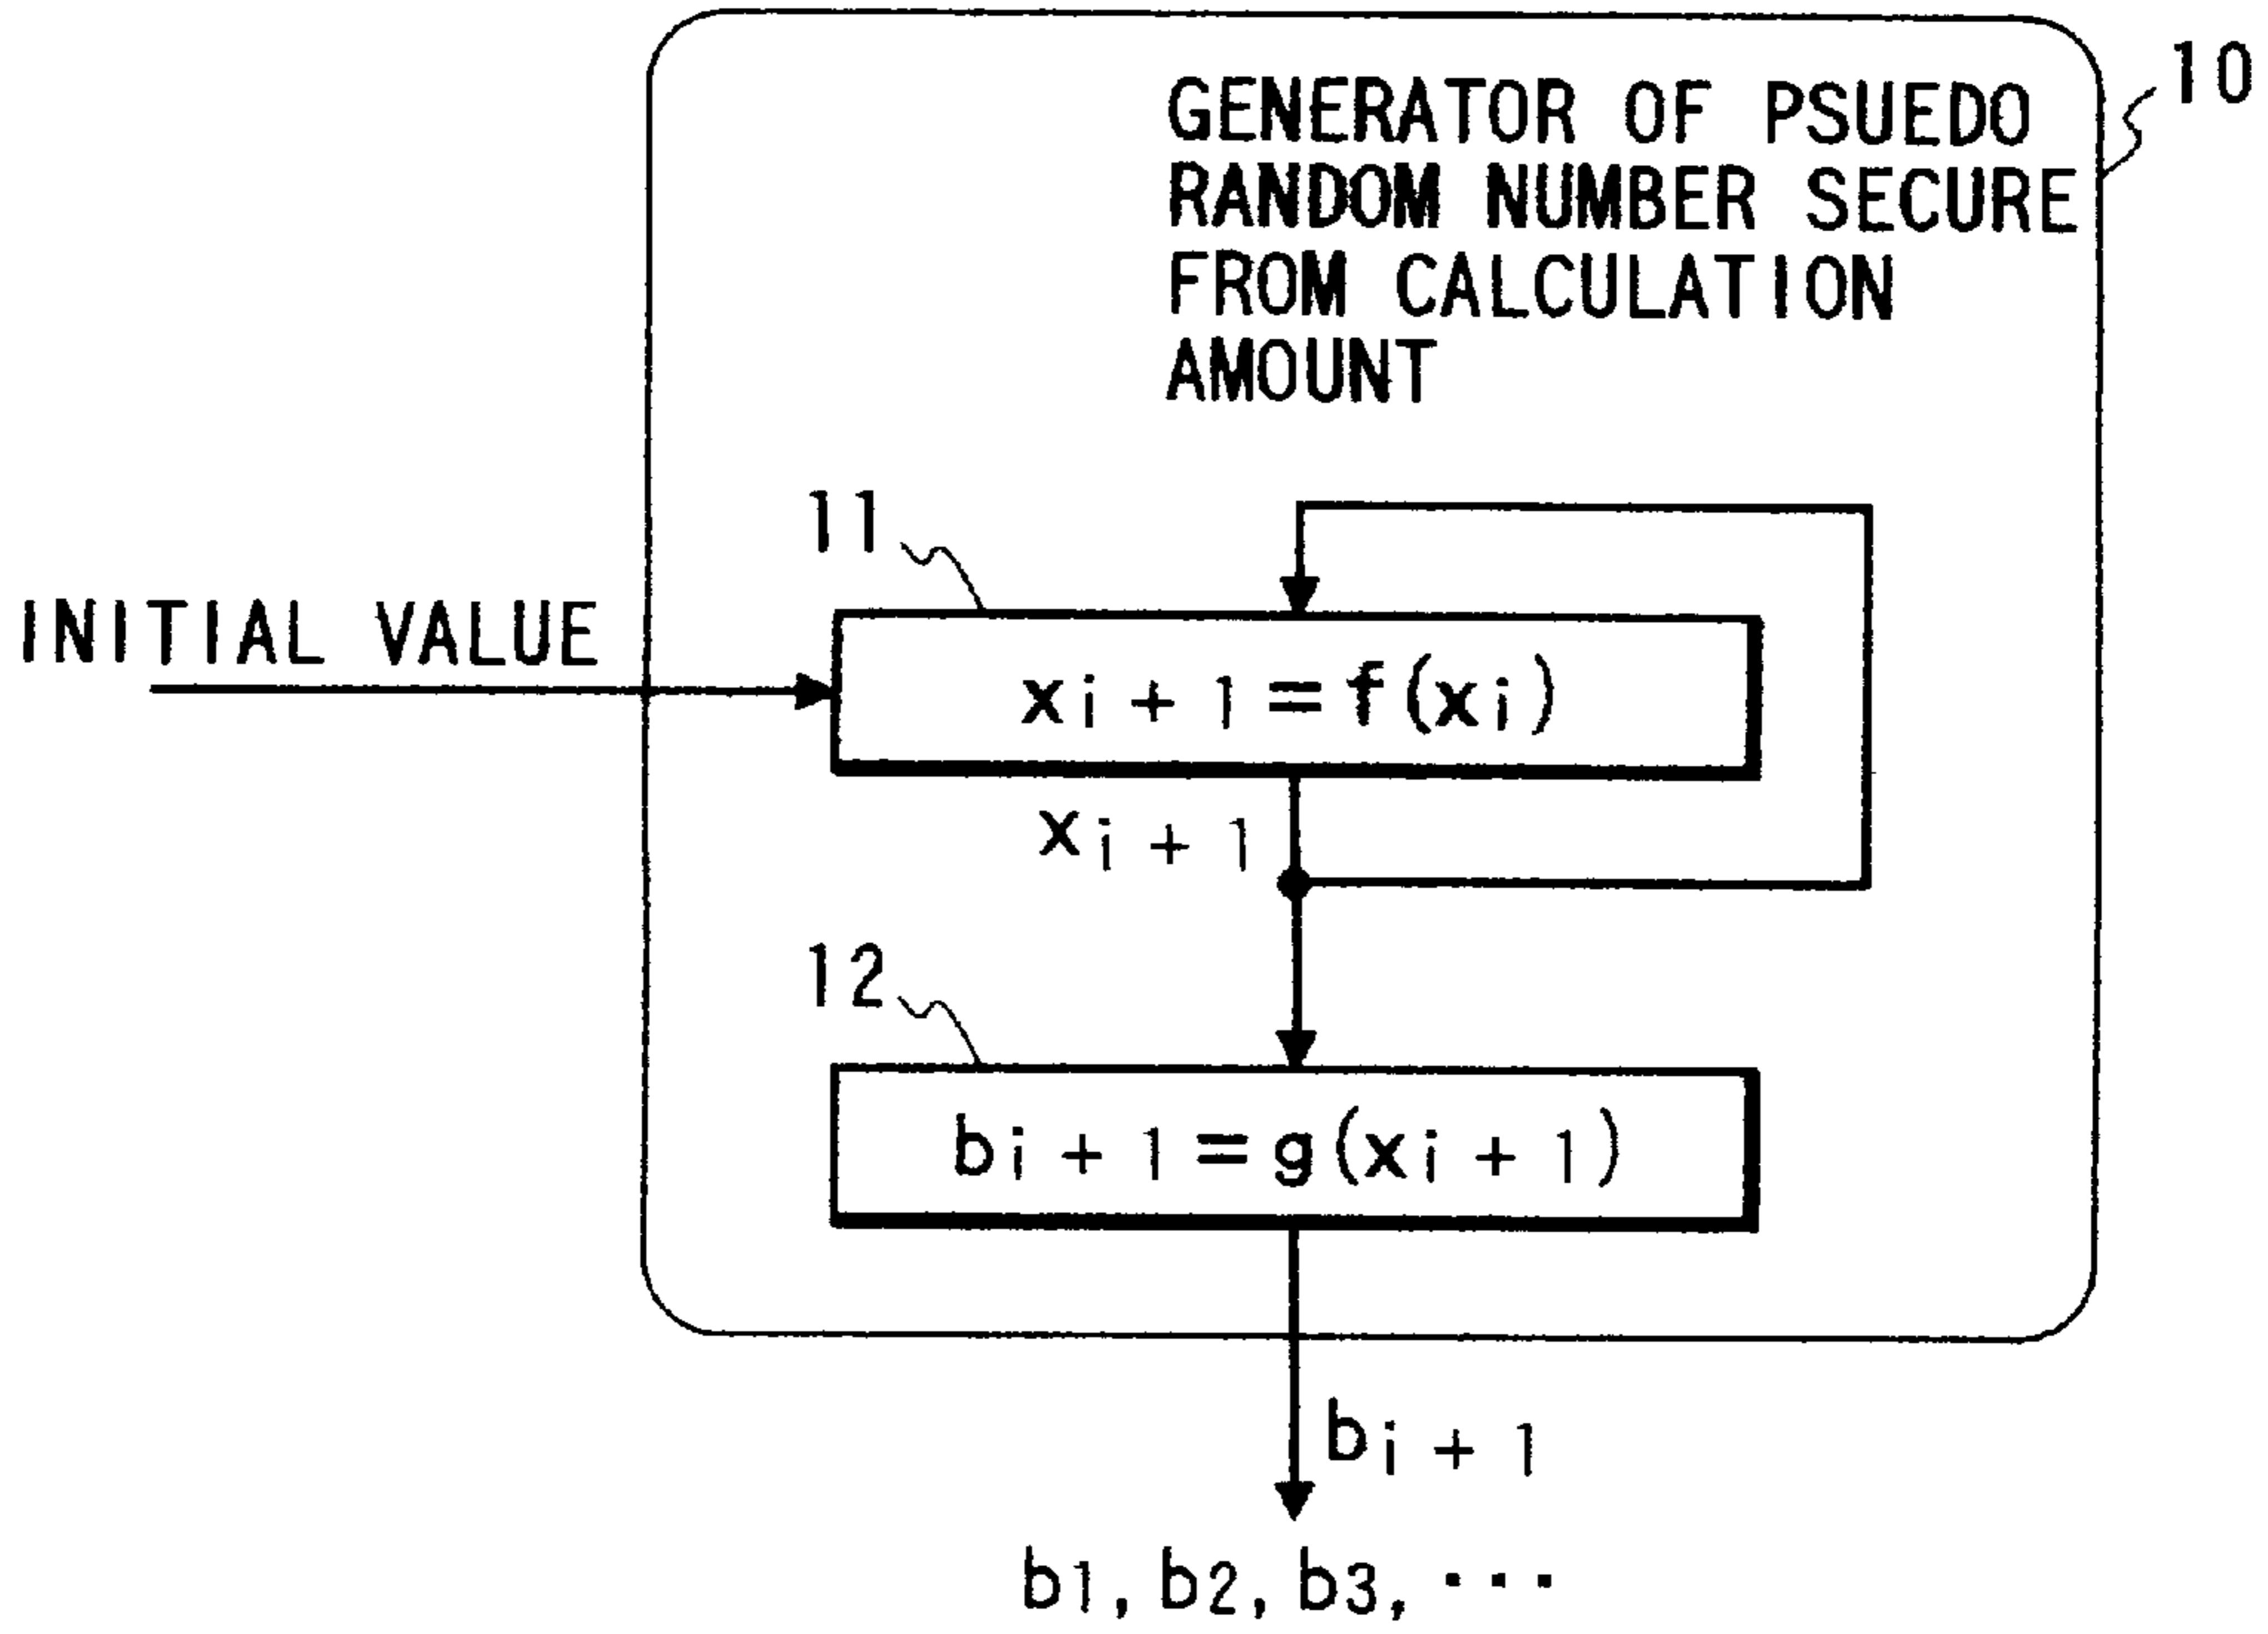 GENERATOR OF PSUEDO
RANDOM NUMBER SECURE
FROM CALCULATION
AMOUNT
10
11
INITIAL VALUE
xi + 1 = f(xi)
xi + 1
12
bi + 1 = g(xi + 1)
bi + 1
b1, b2, b3, ···